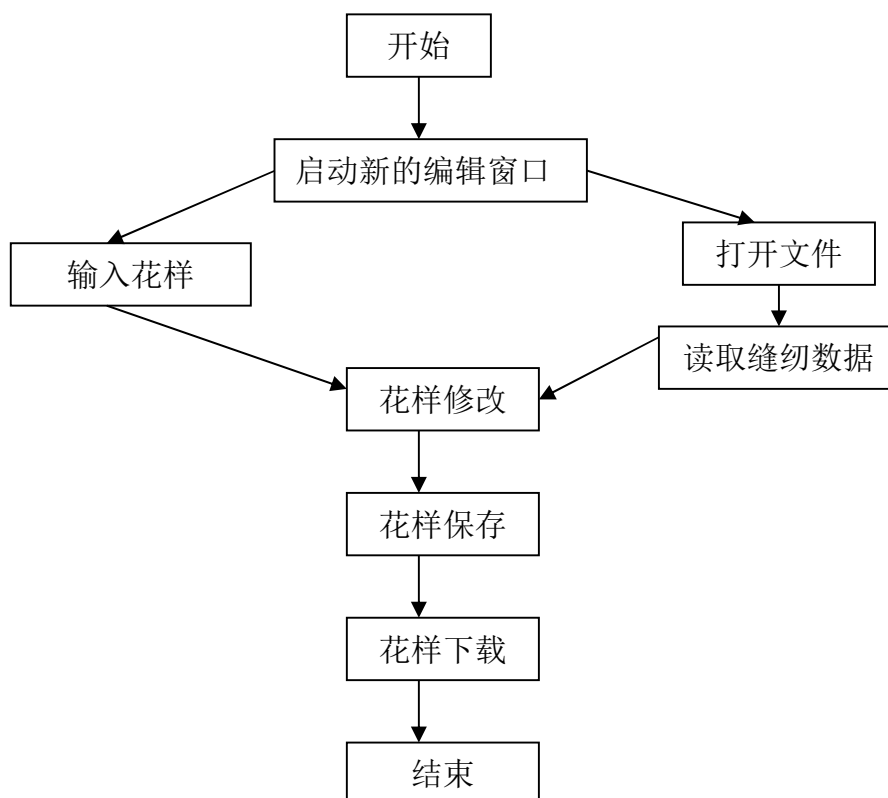 开始
启动新的编辑窗口
输入花样
打开文件
读取缝纫数据
花样修改
花样保存
花样下载
结束